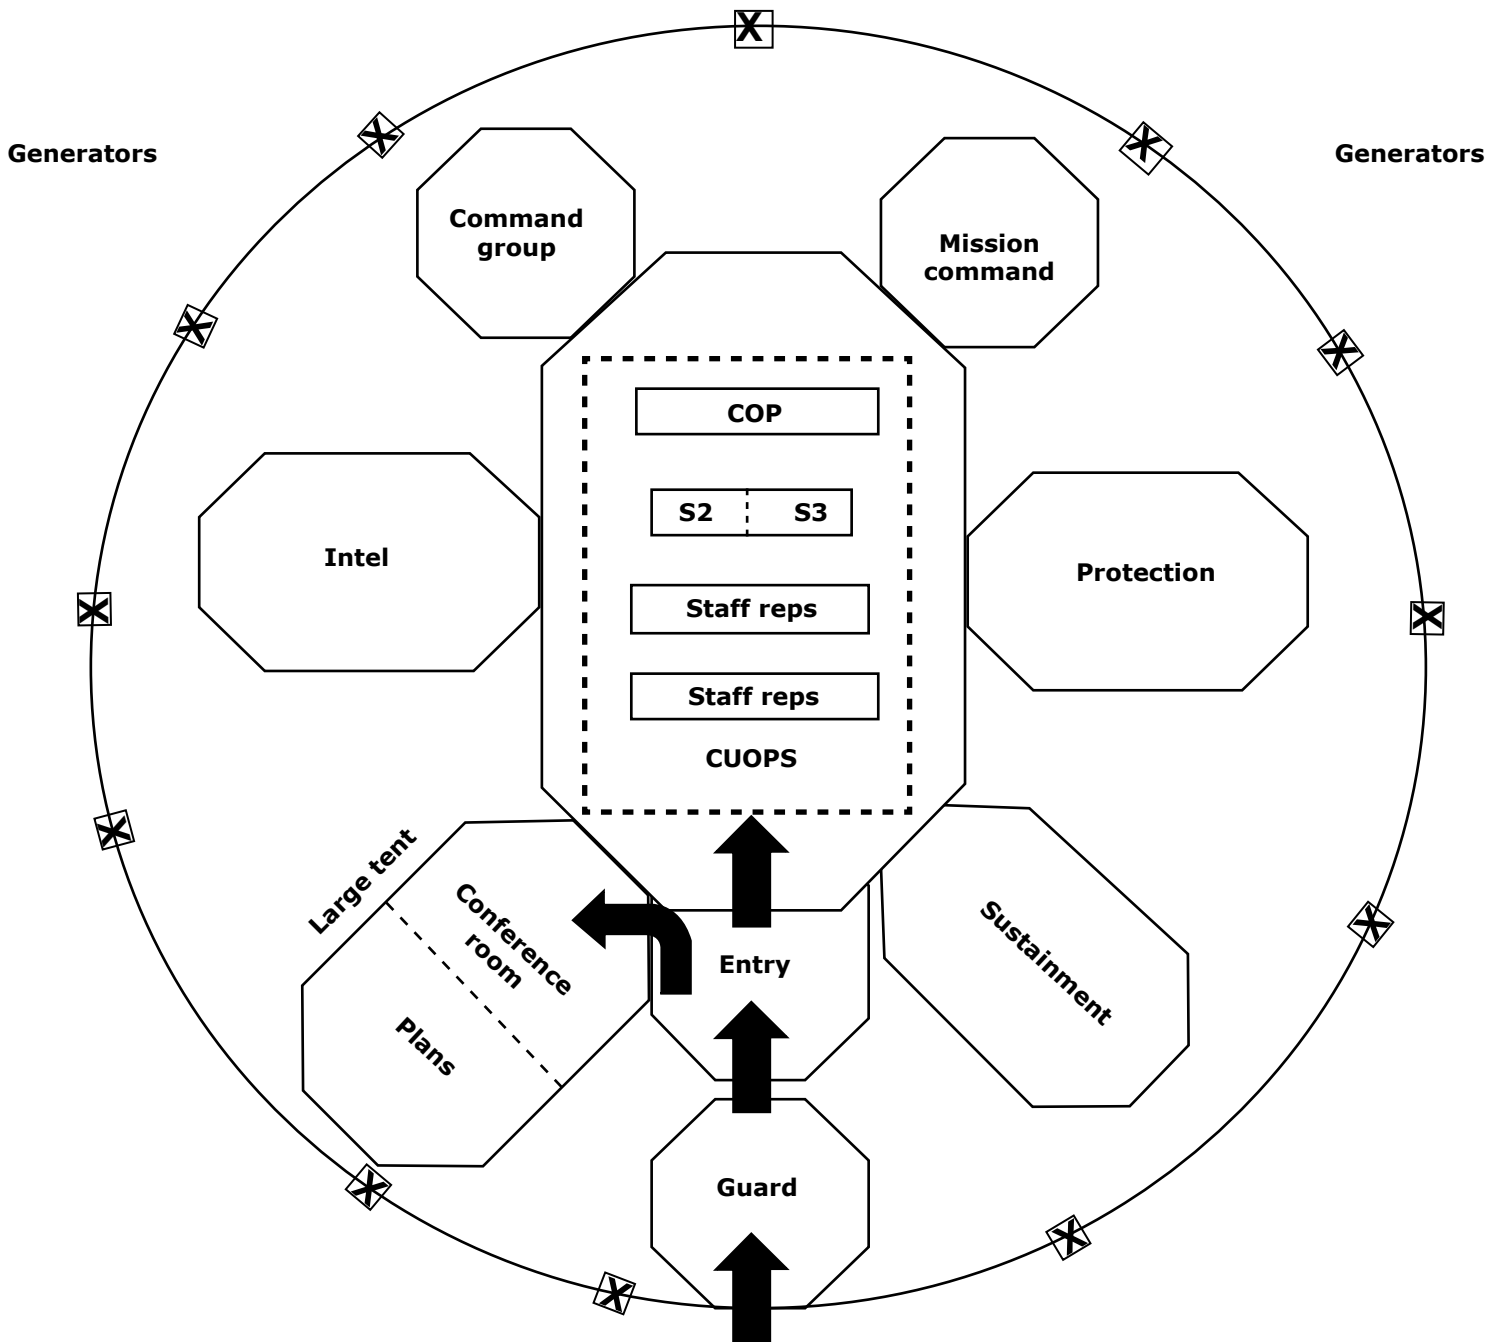 X
X
X
Generators
Generators
Command
group
Mission
command
X
X
COP
S2
S3
Intel
Protection
Staff reps
X
X
Staff reps
CUOPS
X
Large tent
Conference
room
Plans
Entry
Sustainment
X
X
Guard
X
X